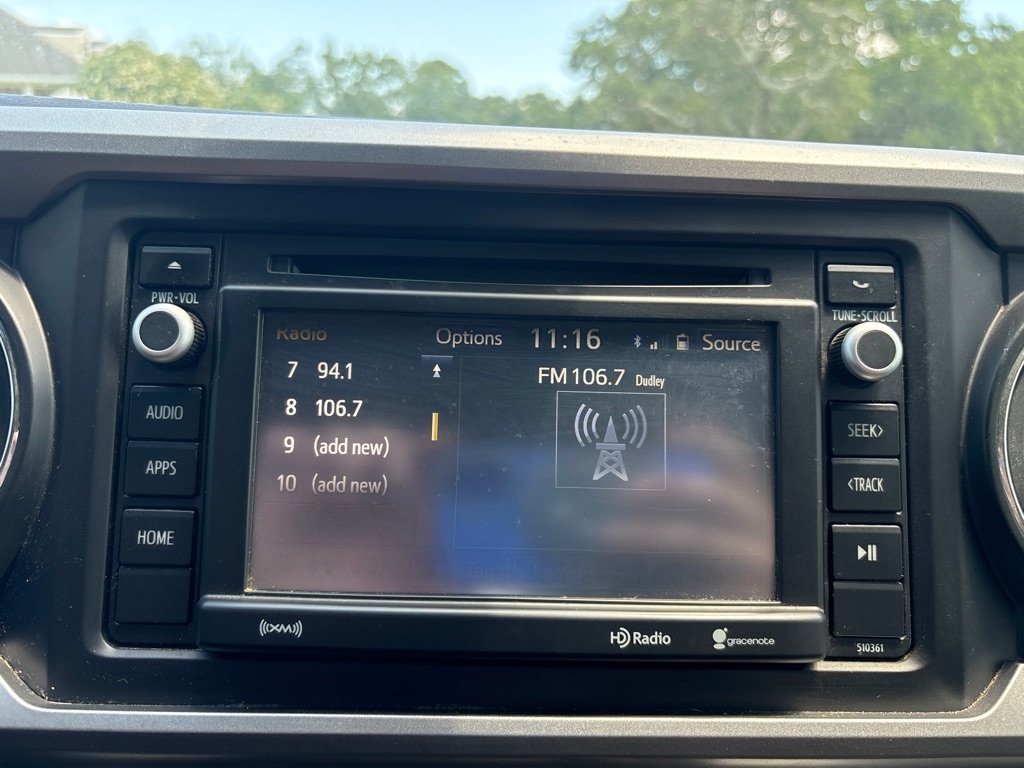 PWR·VOL
AUDIO
APPS
HOME
Radio Options 11:16 Source
7 94.1
8 106.7
9 (add new)
10 (add new)
FM 106.7 Dudley
TUNE·SCROLL
SEEK>
<TRACK
((XM))
HD Radio
gracenote
510361